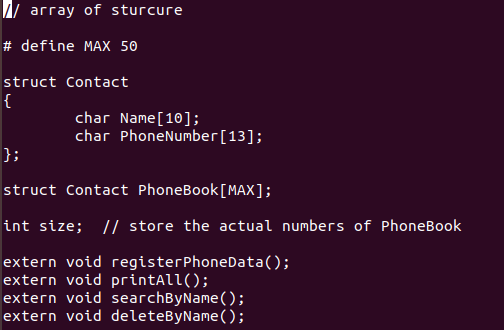 // array of sturcure
# define MAX 50
struct Contact
{
char Name[10];
char PhoneNumber[13];
};
struct Contact PhoneBook[MAX];
int size;  // store the actual numbers of PhoneBook
extern void registerPhoneData();
extern void printAll();
extern void searchByName();
extern void deleteByName();